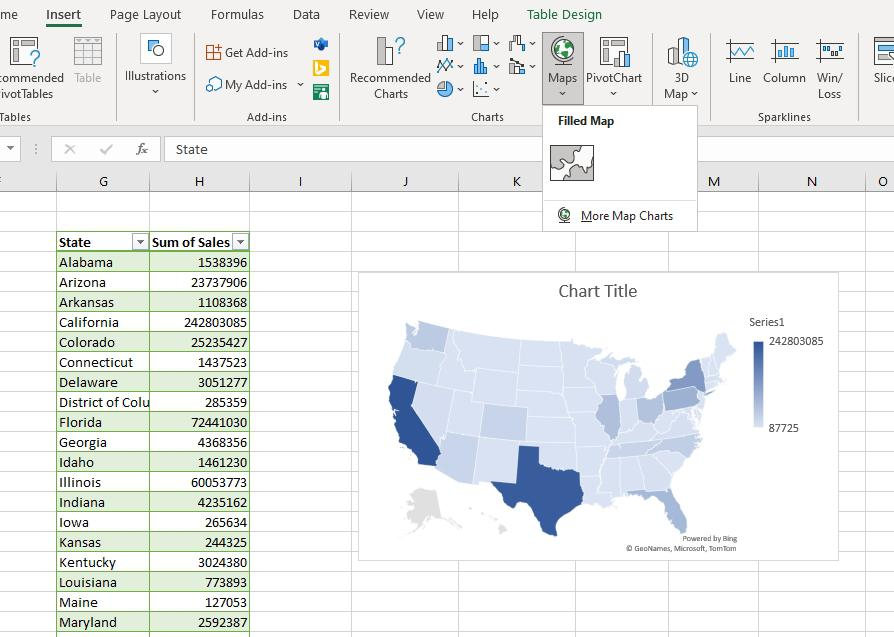 me Insert Page Layout Formulas Data Review View Help Table Design
commended
ivotTables
Table
Illustrations
Get Add-ins
My Add-ins
Recommended
Charts
Maps
PivotChart
3D
Map
Line
Column
Win/
Loss
Slice
Tables Add-ins Charts Sparklines
fx State
Filled Map
More Map Charts
G H I J K M N O
State Sum of Sales
Alabama 1538396
Arizona 23737906
Arkansas 1108368
California 242803085
Colorado 25235427
Connecticut 1437523
Delaware 3051277
District of Colu 285359
Florida 72441030
Georgia 4368356
Idaho 1461230
Illinois 60053773
Indiana 4235162
Iowa 265634
Kansas 244325
Kentucky 3024380
Louisiana 773893
Maine 127053
Maryland 2592387
Chart Title
Series1
242803085
87725
Powered by Bing
© GeoNames, Microsoft, TomTom